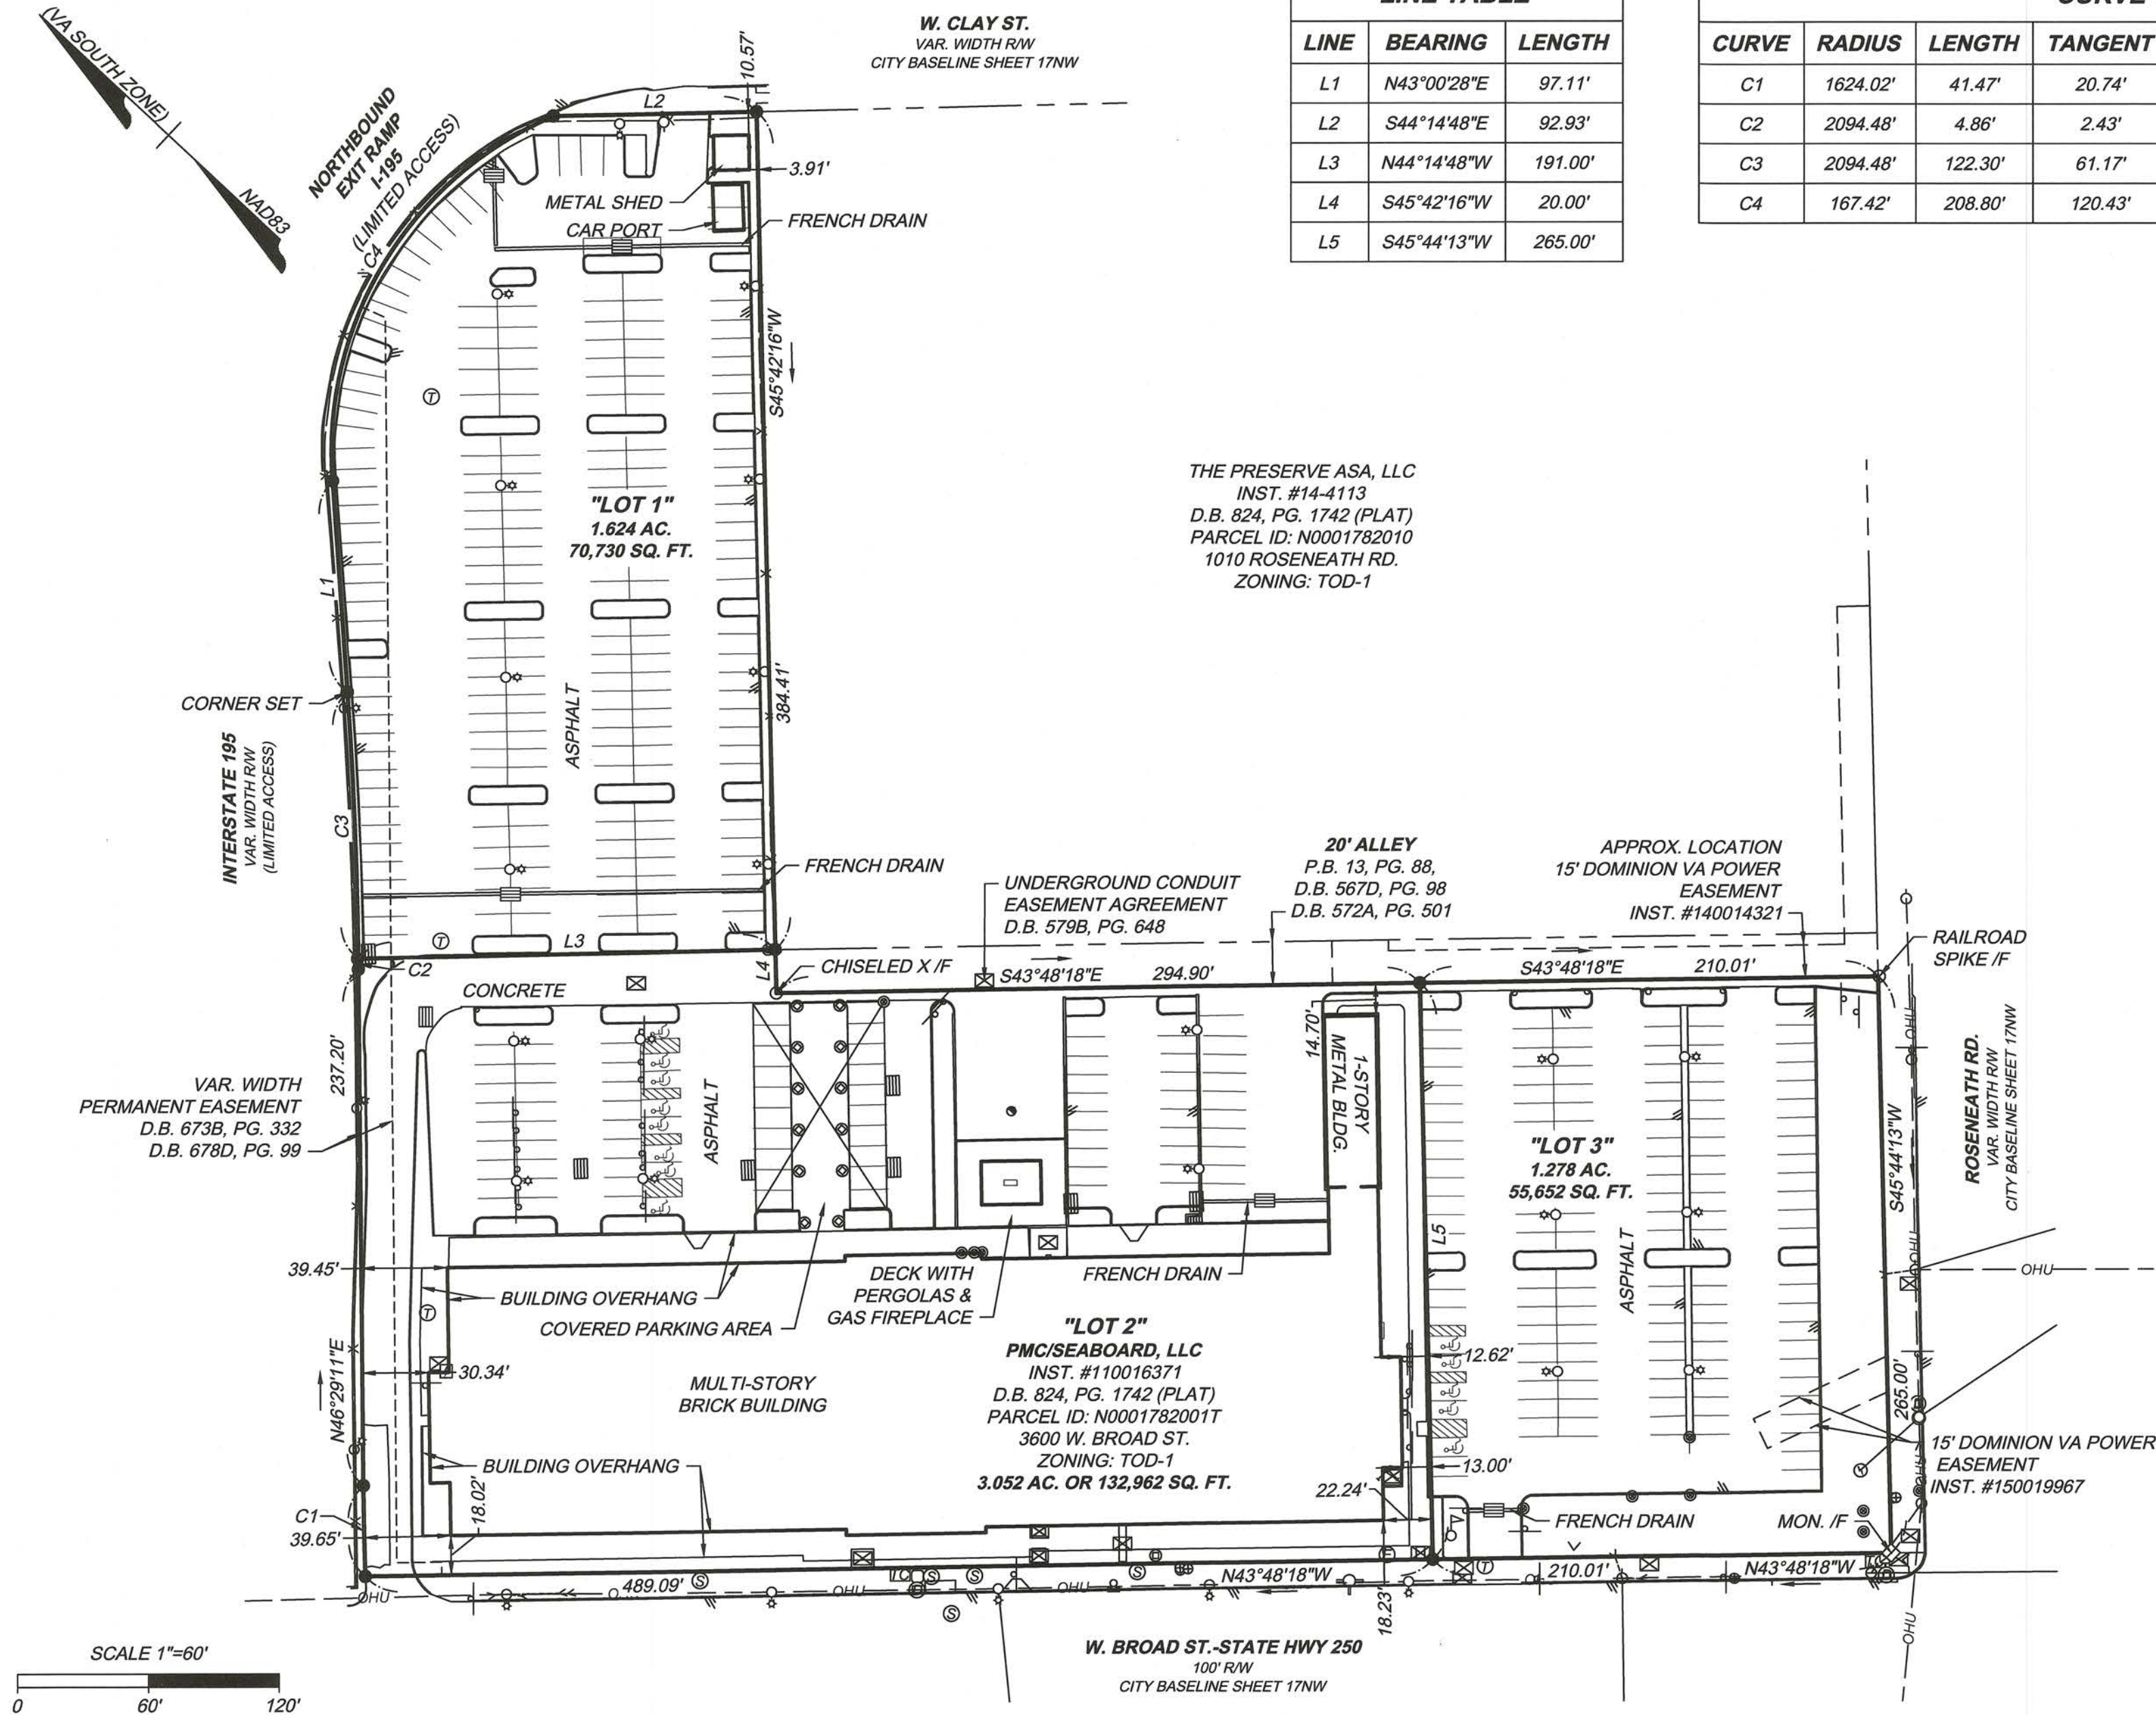 (VA SOUTH ZONE)
NAD83
W. CLAY ST.
VAR. WIDTH R/W
CITY BASELINE SHEET 17NW
LINE TABLE
LINE BEARING LENGTH
L1 N43°00'28"E 97.11'
L2 S44°14'48"E 92.93'
L3 N44°14'48"W 191.00'
L4 S45°42'16"W 20.00'
L5 S45°44'13"W 265.00'
CURVE
CURVE RADIUS LENGTH TANGENT
C1 1624.02' 41.47' 20.74'
C2 2094.48' 4.86' 2.43'
C3 2094.48' 122.30' 61.17'
C4 167.42' 208.80' 120.43'
NORTHBOUND
EXIT RAMP
I-195
(LIMITED ACCESS)
C4
L2
10.57'
3.91'
METAL SHED
CAR PORT
FRENCH DRAIN
S45°42'16"W
384.41'
T
"LOT 1"
1.624 AC.
70,730 SQ. FT.
ASPHALT
L1
CORNER SET
INTERSTATE 195
VAR. WIDTH R/W
(LIMITED ACCESS)
C3
FRENCH DRAIN
T
L3
L4
C2
THE PRESERVE ASA, LLC
INST. #14-4113
D.B. 824, PG. 1742 (PLAT)
PARCEL ID: N0001782010
1010 ROSENEATH RD.
ZONING: TOD-1
UNDERGROUND CONDUIT
EASEMENT AGREEMENT
D.B. 579B, PG. 648
20' ALLEY
P.B. 13, PG. 88,
D.B. 567D, PG. 98
D.B. 572A, PG. 501
APPROX. LOCATION
15' DOMINION VA POWER
EASEMENT
INST. #140014321
RAILROAD
SPIKE /F
CHISELED X /F
S43°48'18"E 294.90'
S43°48'18"E 210.01'
CONCRETE
237.20'
VAR. WIDTH
PERMANENT EASEMENT
D.B. 673B, PG. 332
D.B. 678D, PG. 99
ASPHALT
14.70'
1-STORY
METAL BLDG.
OHU
ROSENEATH RD.
VAR. WIDTH R/W
CITY BASELINE SHEET 17NW
S45°44'13"W
265.00'
"LOT 3"
1.278 AC.
55,652 SQ. FT.
ASPHALT
L5
OHU
OHU
39.45'
T
BUILDING OVERHANG
COVERED PARKING AREA
DECK WITH
PERGOLAS &
GAS FIREPLACE
FRENCH DRAIN
"LOT 2"
PMC/SEABOARD, LLC
INST. #110016371
D.B. 824, PG. 1742 (PLAT)
PARCEL ID: N0001782001T
3600 W. BROAD ST.
ZONING: TOD-1
3.052 AC. OR 132,962 SQ. FT.
MULTI-STORY
BRICK BUILDING
30.34'
N46°29'11"E
BUILDING OVERHANG
18.02'
12.62'
13.00'
22.24'
15' DOMINION VA POWER
EASEMENT
INST. #150019967
OHU
C1
39.65'
FRENCH DRAIN
MON. /F
E
T
489.09'
S
S
S
S
S
N43°48'18"W
210.01'
N43°48'18"W
OHU
OHU
OHU
OHU
18.23'
W. BROAD ST.-STATE HWY 250
100' R/W
CITY BASELINE SHEET 17NW
SCALE 1"=60'
0 60' 120'